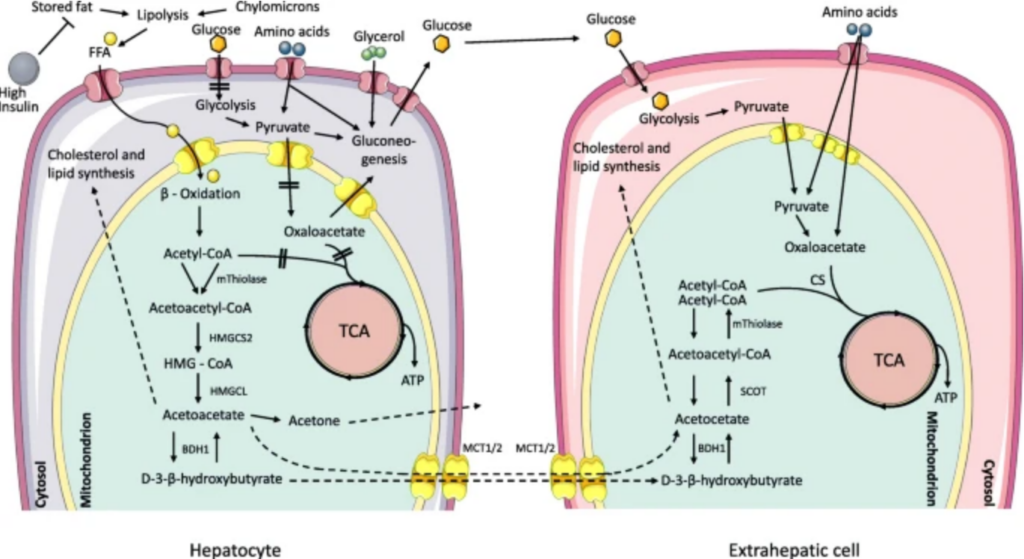 Stored fat
Lipolysis
Chylomicrons
FFA
High
Insulin
Glucose
Amino acids
Glycerol
Glucose
Glycolysis
Pyruvate
Gluconeo-
genesis
Cholesterol and
lipid synthesis
β - Oxidation
Oxaloacetate
Acetyl-CoA
mThiolase
Acetoacetyl-CoA
HMGCS2
HMG - CoA
HMGCL
Acetoacetate
Acetone
BDH1
D-3-β-hydroxybutyrate
TCA
ATP
Cytosol
Mitochondrion
MCT1/2
MCT1/2
Hepatocyte
Glucose
Amino acids
Glycolysis
Pyruvate
Cholesterol and
lipid synthesis
Pyruvate
Oxaloacetate
CS
Acetyl-CoA
Acetyl-CoA
mThiolase
Acetoacetyl-CoA
SCOT
Acetocetate
BDH1
D-3-β-hydroxybutyrate
TCA
ATP
Mitochondrion
Cytosol
Extrahepatic cell